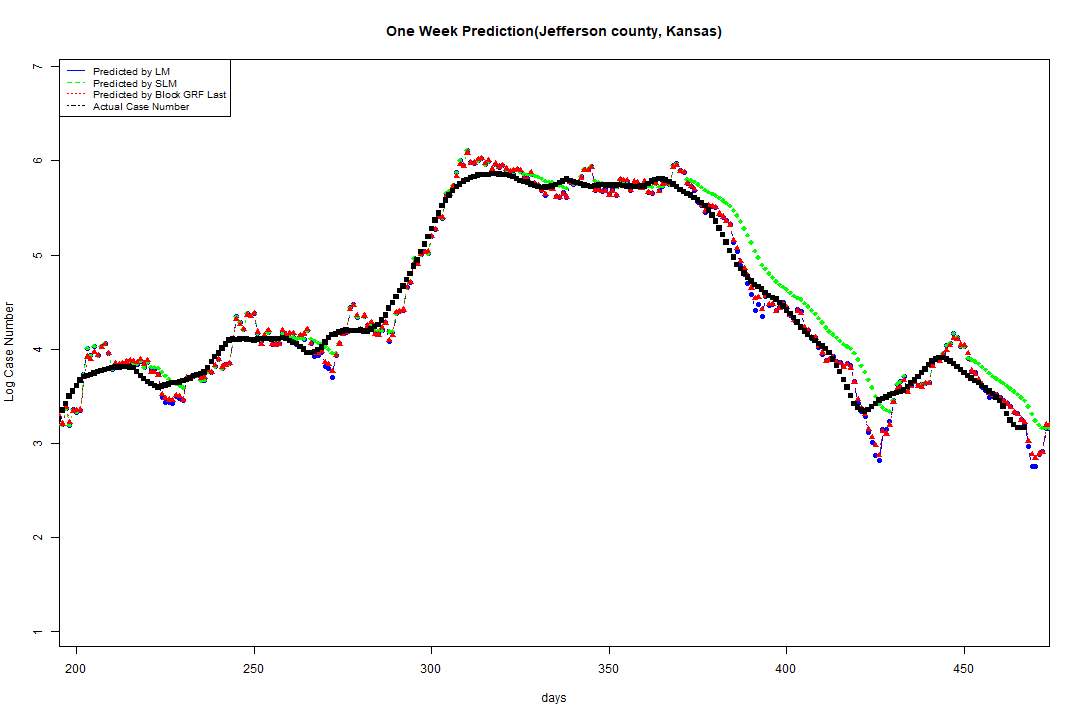 One Week Prediction(Jefferson county, Kansas)
Predicted by LM
Predicted by SLM
Predicted by Block GRF Last
Actual Case Number
7
6
5
4
3
2
1
Log Case Number
200 250 300 350 400 450
days